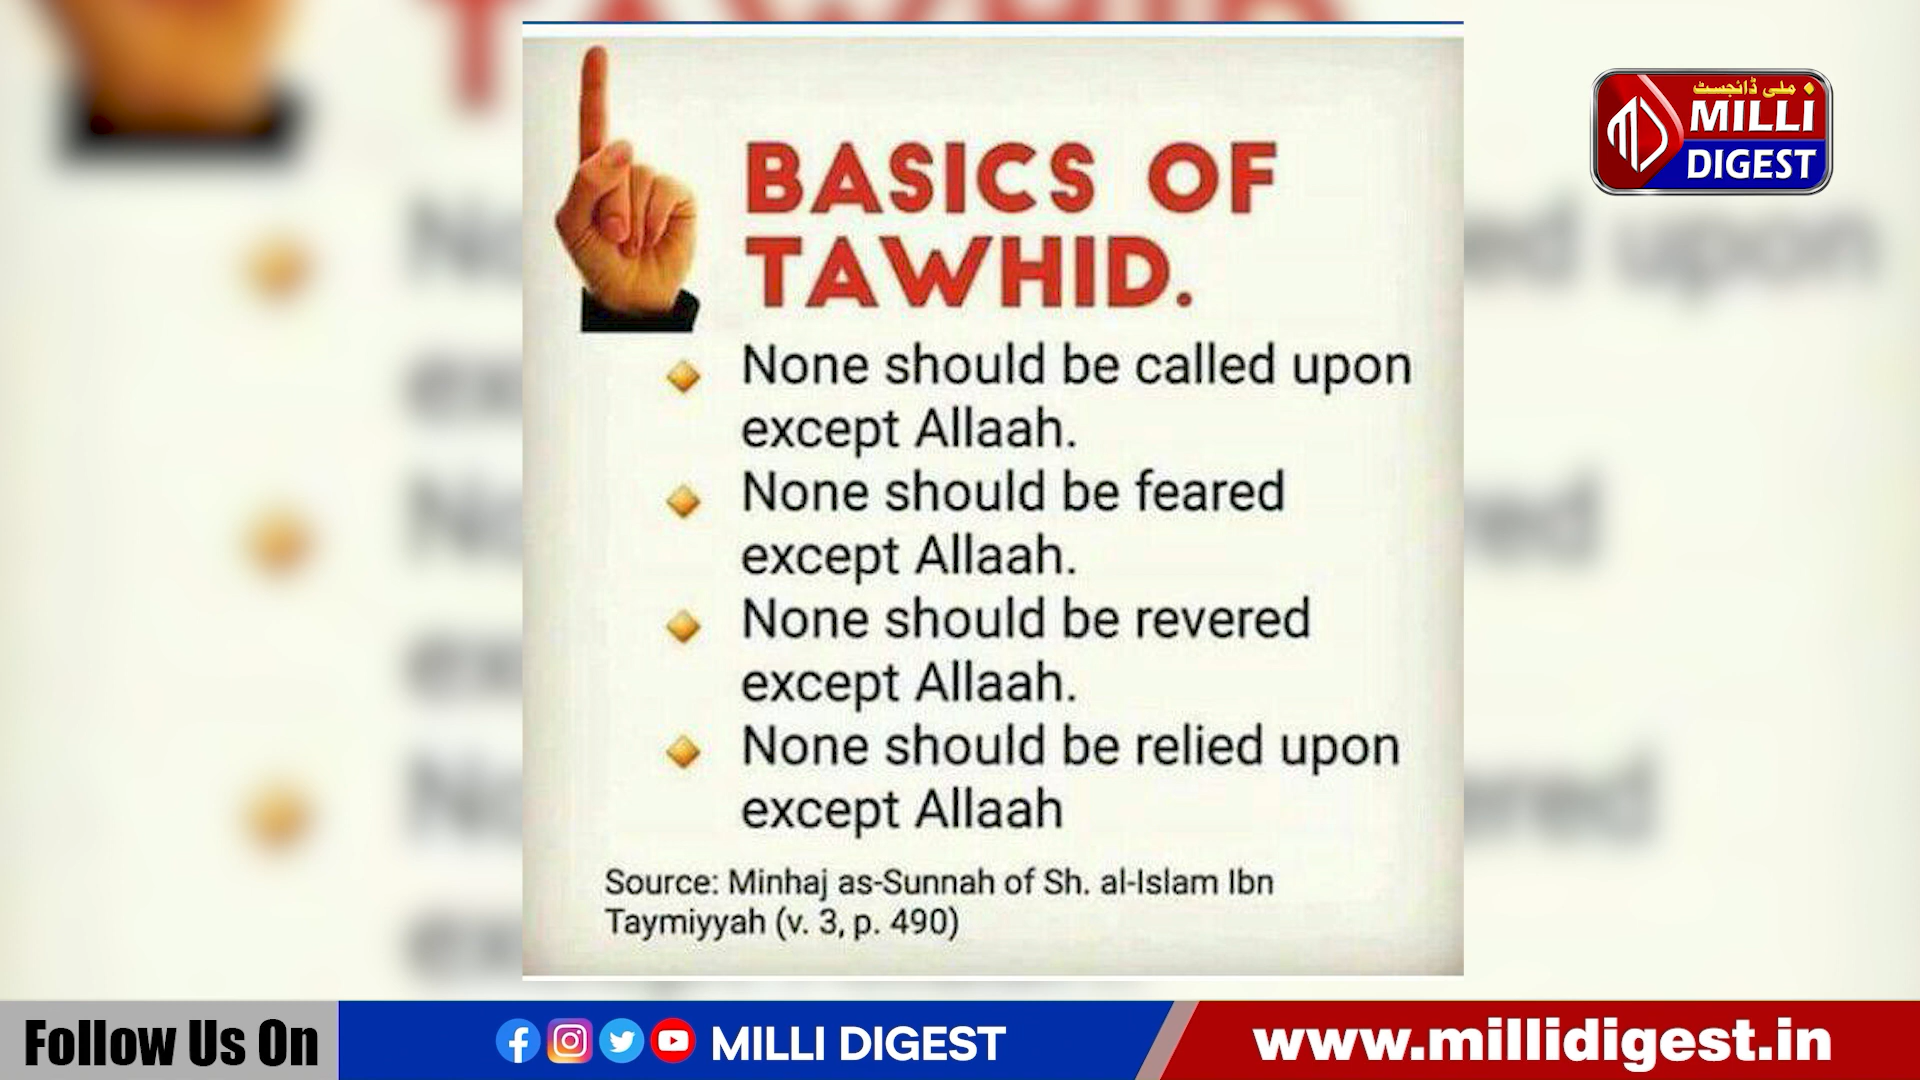 ملی ڈائجسٹ
MILLI
DIGEST
BASICS OF
TAWHID.
None should be called upon
except Allaah.
None should be feared
except Allaah.
None should be revered
except Allaah.
None should be relied upon
except Allaah
Source: Minhaj as-Sunnah of Sh. al-Islam Ibn
Taymiyyah (v. 3, p. 490)
Follow Us On
MILLI DIGEST
www.millidigest.in